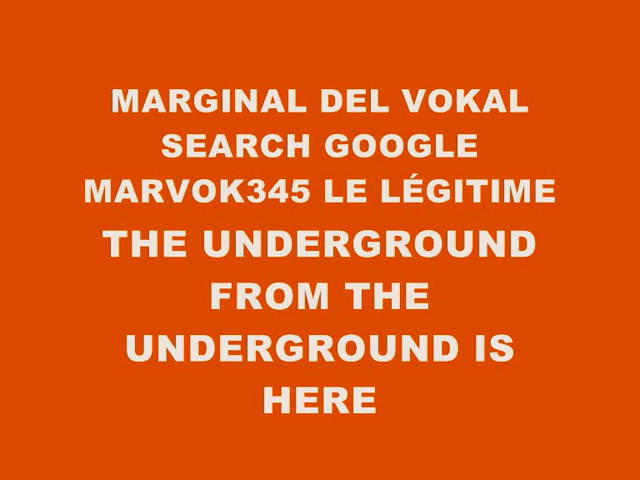 MARGINAL DEL VOKAL
SEARCH GOOGLE
MARVOK345 LE LÉGITIME
THE UNDERGROUND
FROM THE
UNDERGROUND IS
HERE